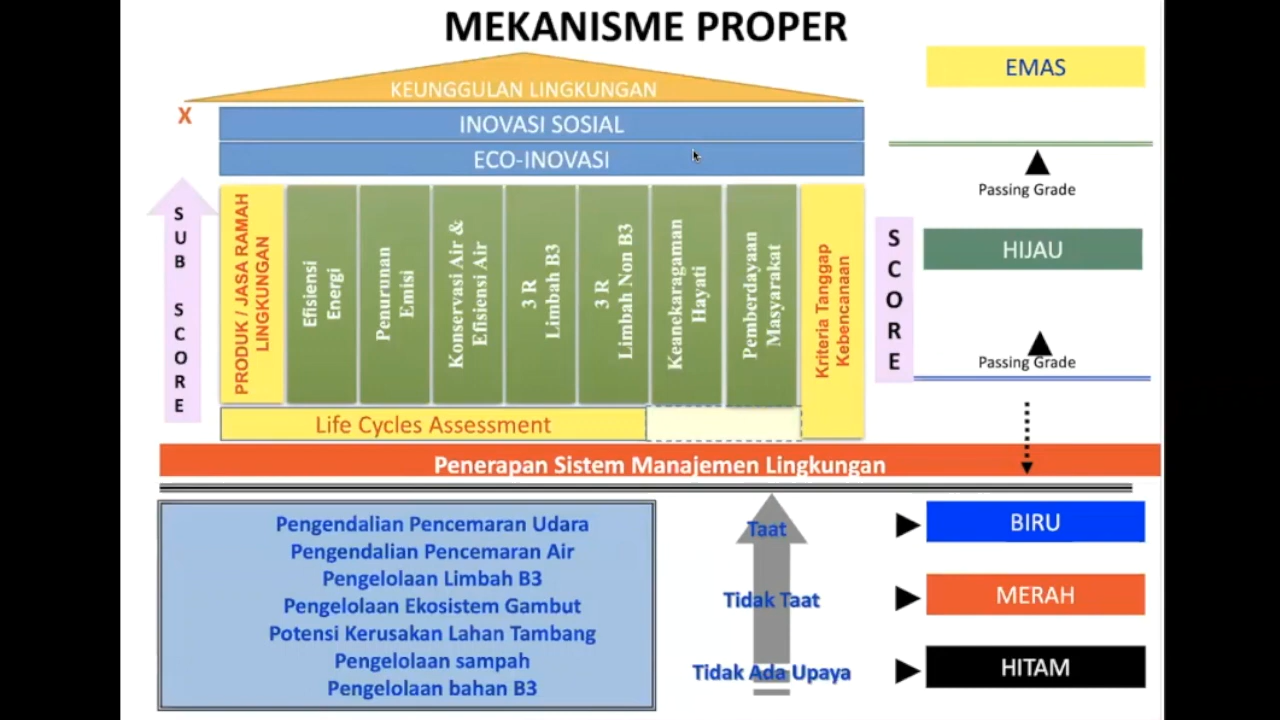 MEKANISME PROPER
KEUNGGULAN LINGKUNGAN
X
INOVASI SOSIAL
ECO-INOVASI
SUB SCORE
PRODUK / JASA RAMAH
LINGKUNGAN
Efisiensi
Energi
Penurunan
Emisi
Konservasi Air &
Efisiensi Air
3 R
Limbah B3
3 R
Limbah Non B3
Keanekaragaman
Hayati
Pemberdayaan
Masyarakat
Kriteria Tanggap
Kebencanaan
Life Cycles Assessment
SCORE
EMAS
Passing Grade
HIJAU
Passing Grade
Penerapan Sistem Manajemen Lingkungan
Pengendalian Pencemaran Udara
Pengendalian Pencemaran Air
Pengelolaan Limbah B3
Pengelolaan Ekosistem Gambut
Potensi Kerusakan Lahan Tambang
Pengelolaan sampah
Pengelolaan bahan B3
Taat
Tidak Taat
Tidak Ada Upaya
BIRU
MERAH
HITAM